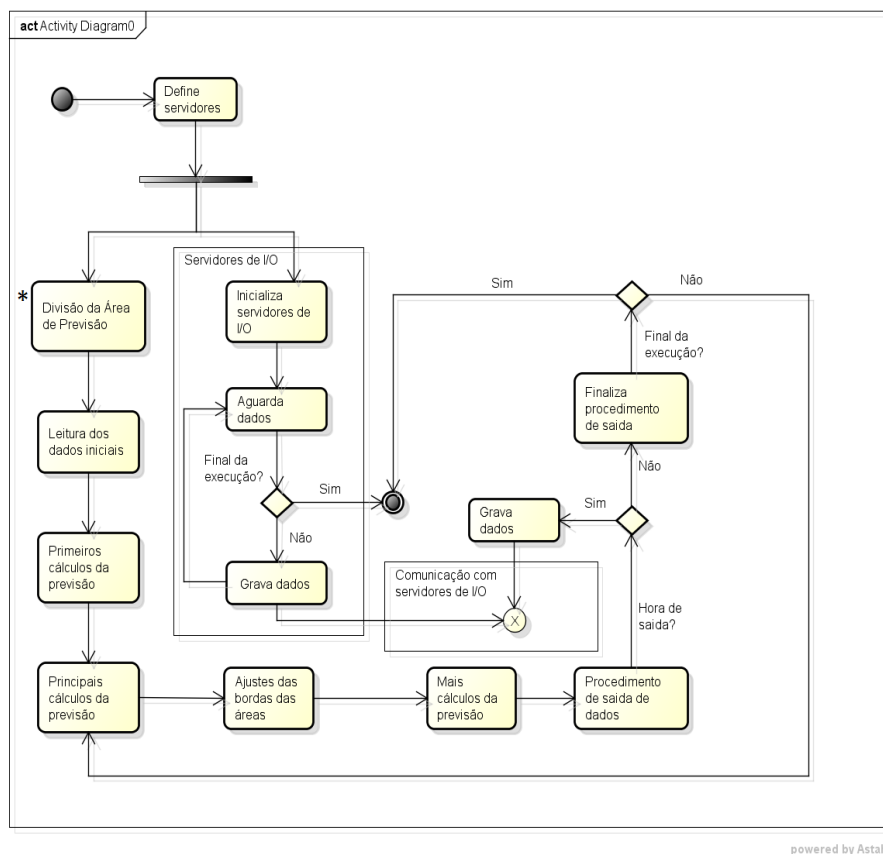 act Activity Diagram0
Define
servidores
Servidores de I/O
*
Divisão da Área
de Previsão
Inicializa
servidores de
I/O
Sim
Não
Final da
execução?
Aguarda
dados
Finaliza
procedimento
de saida
Leitura dos
dados iniciais
Final da
execução?
Sim
Não
Não
Grava
dados
Sim
Primeiros
cálculos da
previsão
Grava dados
Comunicação com
servidores de I/O
X
Hora de
saida?
Principais
cálculos da
previsão
Ajustes das
bordas das
áreas
Mais
cálculos da
previsão
Procedimento
de saida de
dados
powered by Astal